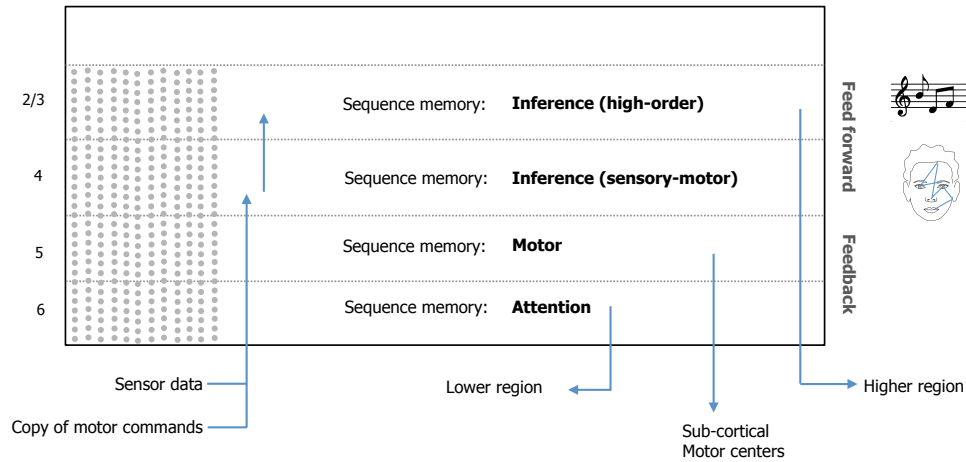 2/3
Sequence memory: Inference (high-order)
4
Sequence memory: Inference (sensory-motor)
5
Sequence memory: Motor
6
Sequence memory: Attention
Feed forward
Feedback
Sensor data
Copy of motor commands
Lower region
Sub-cortical
Motor centers
Higher region